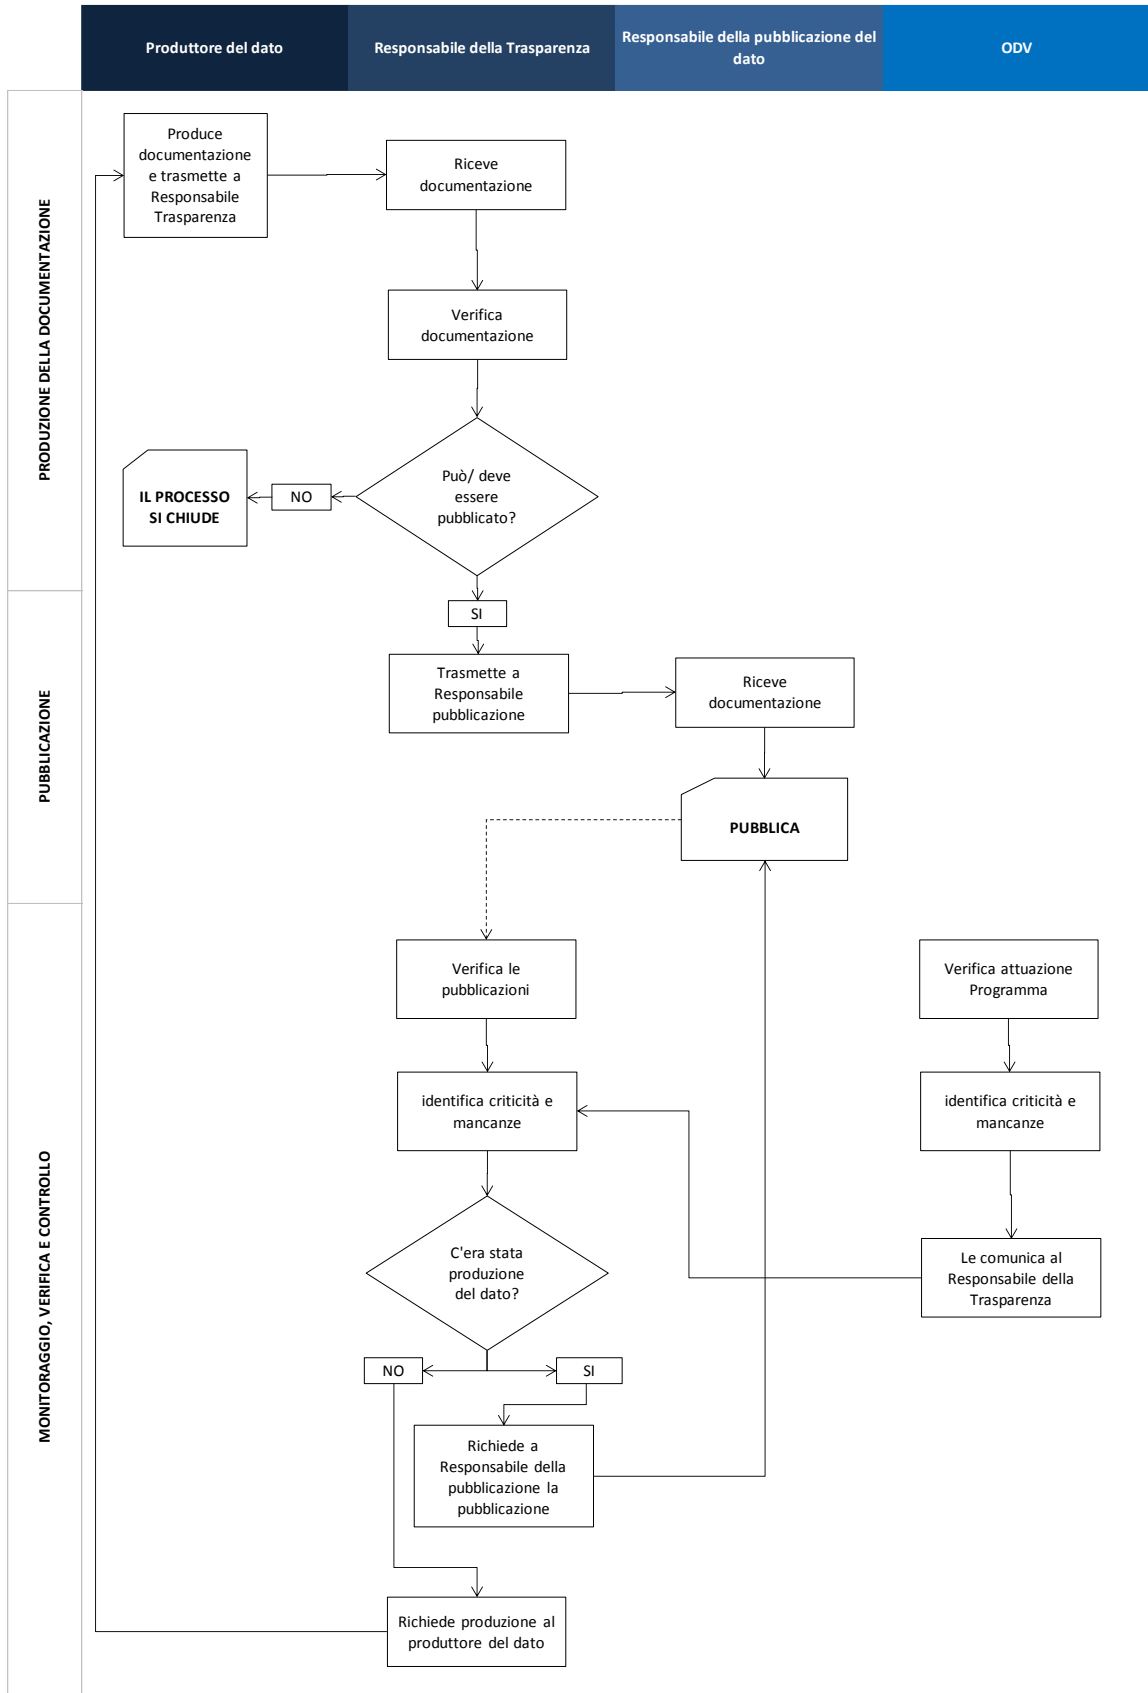 Produttore del dato
Responsabile della Trasparenza
Responsabile della pubblicazione del
dato
ODV
PRODUZIONE DELLA DOCUMENTAZIONE
Produce
documentazione
e trasmette a
Responsabile
Trasparenza
Riceve
documentazione
Verifica
documentazione
Può/ deve
essere
pubblicato?
NO
IL PROCESSO
SI CHIUDE
SI
PUBBLICAZIONE
Trasmette a
Responsabile
pubblicazione
Riceve
documentazione
PUBBLICA
MONITORAGGIO, VERIFICA E CONTROLLO
Verifica le
pubblicazioni
Verifica attuazione
Programma
identifica criticità e
mancanze
identifica criticità e
mancanze
C'era stata
produzione
del dato?
Le comunica al
Responsabile della
Trasparenza
NO
SI
Richiede a
Responsabile della
pubblicazione la
pubblicazione
Richiede produzione al
produttore del dato